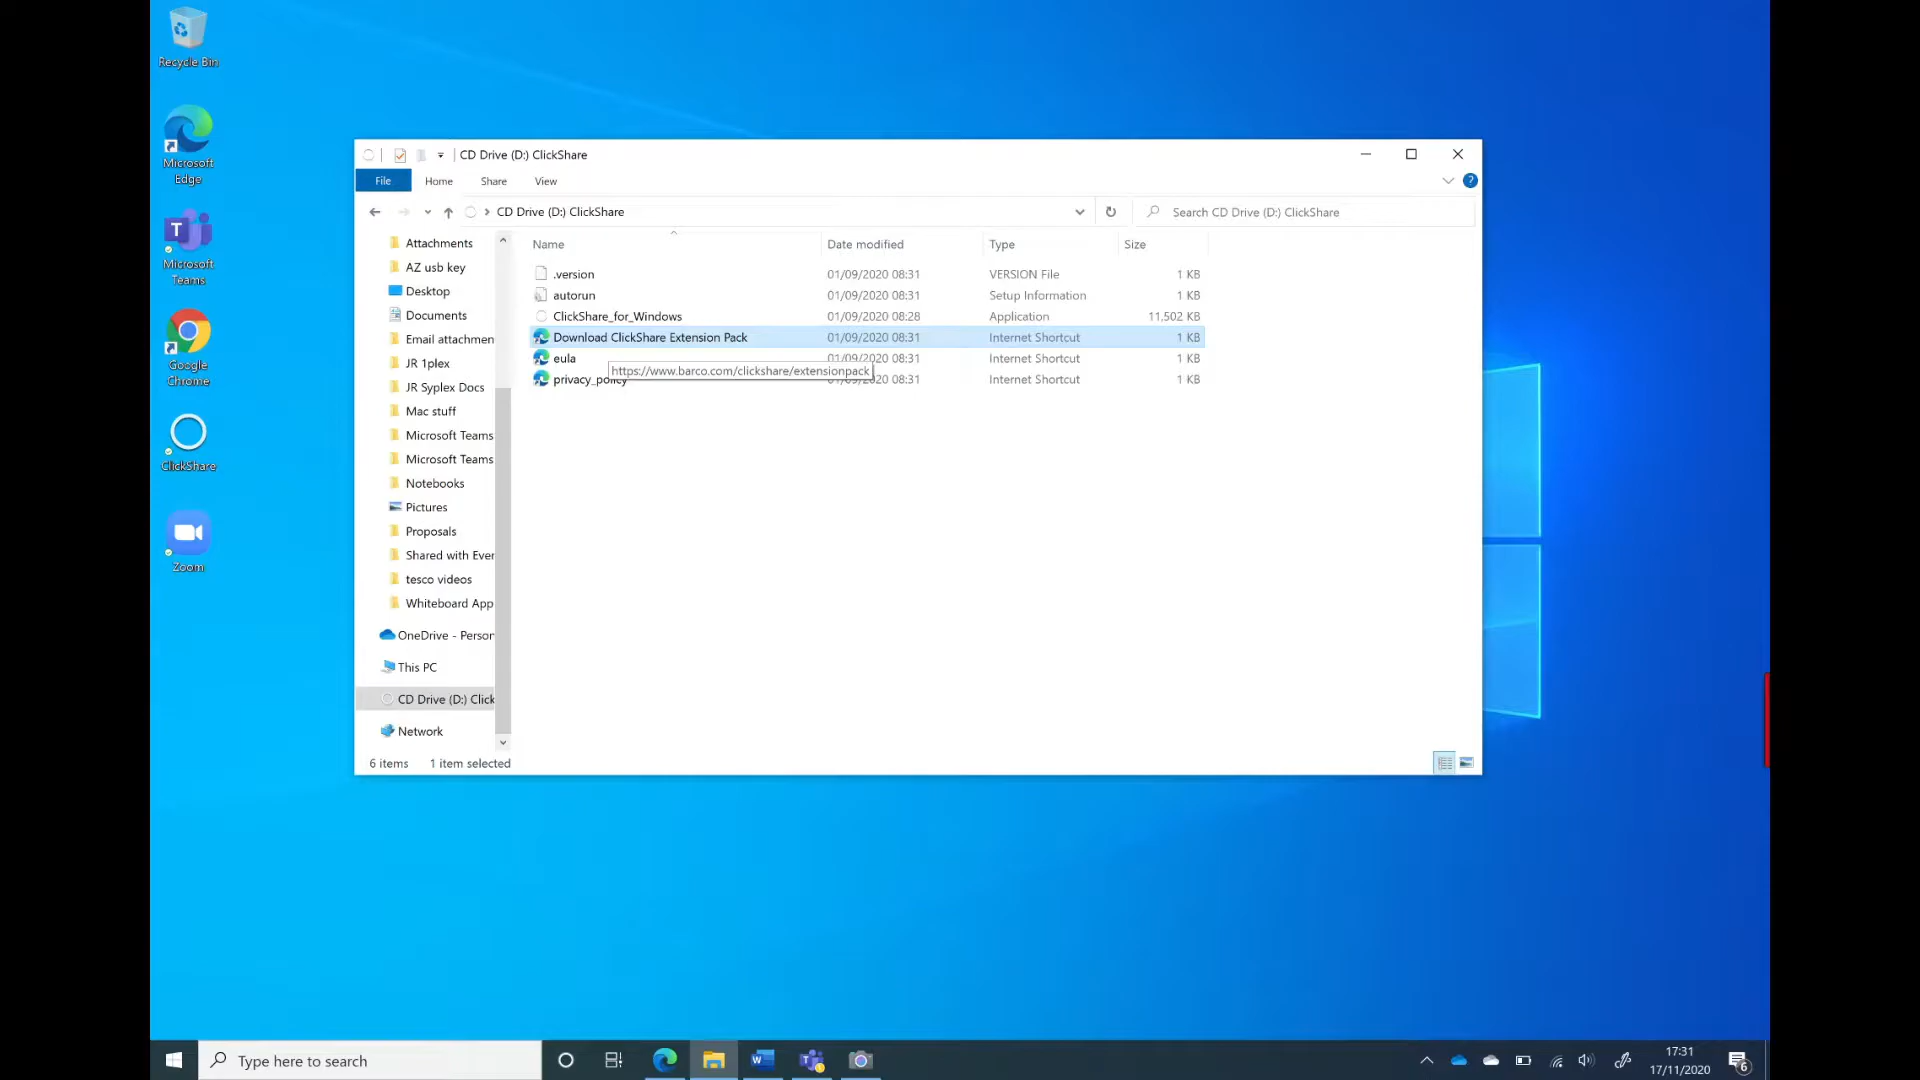 Recycle Bin
Microsoft
Edge
Microsoft
Teams
Google
Chrome
ClickShare
Zoom
CD Drive (D:) ClickShare
File
Home
Share
View
CD Drive (D:) ClickShare
Search CD Drive (D:) ClickShare
Attachments
AZ usb key
Desktop
Documents
Email attachmen
JR 1plex
JR Syplex Docs
Mac stuff
Microsoft Teams
Microsoft Teams
Notebooks
Pictures
Proposals
Shared with Ever
tesco videos
Whiteboard App
OneDrive - Person
This PC
CD Drive (D:) Click
Network
Name Date modified Type Size
.version 01/09/2020 08:31 VERSION File 1 KB
autorun 01/09/2020 08:31 Setup Information 1 KB
ClickShare_for_Windows 01/09/2020 08:28 Application 11,502 KB
Download ClickShare Extension Pack 01/09/2020 08:31 Internet Shortcut 1 KB
eula 01/09/2020 08:31 Internet Shortcut 1 KB
https://www.barco.com/clickshare/extensionpack
privacy_policy 01/09/2020 08:31 Internet Shortcut 1 KB
6 items 1 item selected
Type here to search
17:31
17/11/2020
6